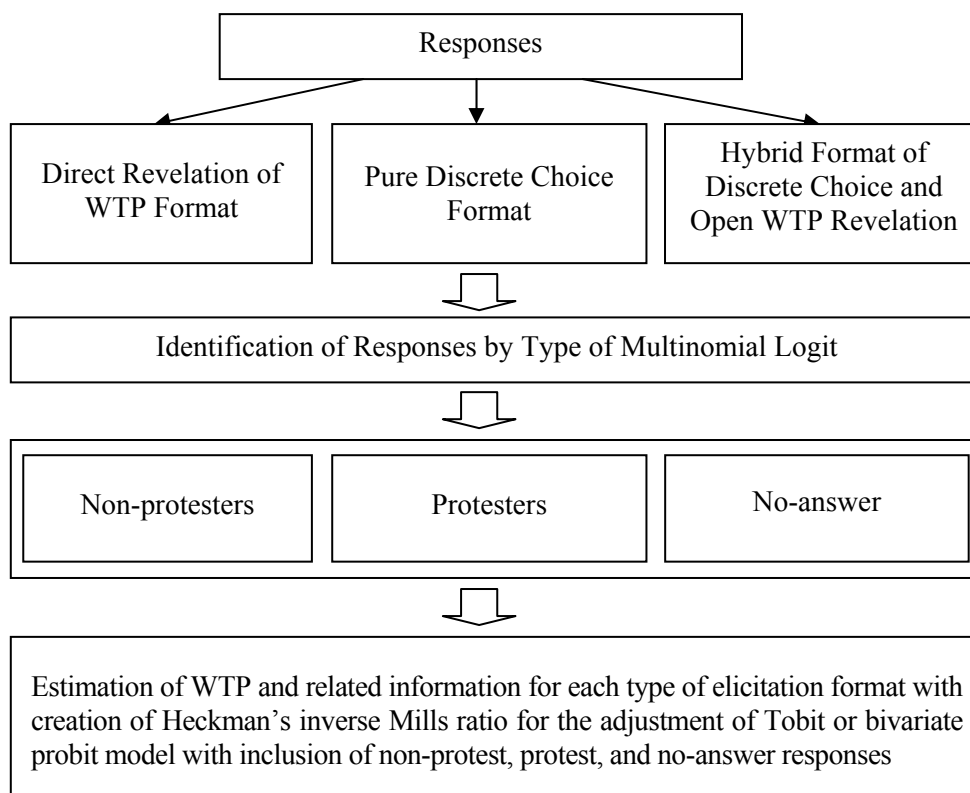 Responses
Direct Revelation of
WTP Format
Pure Discrete Choice
Format
Hybrid Format of
Discrete Choice and
Open WTP Revelation
Identification of Responses by Type of Multinomial Logit
Non-protesters
Protesters
No-answer
Estimation of WTP and related information for each type of elicitation format with
creation of Heckman’s inverse Mills ratio for the adjustment of Tobit or bivariate
probit model with inclusion of non-protest, protest, and no-answer responses